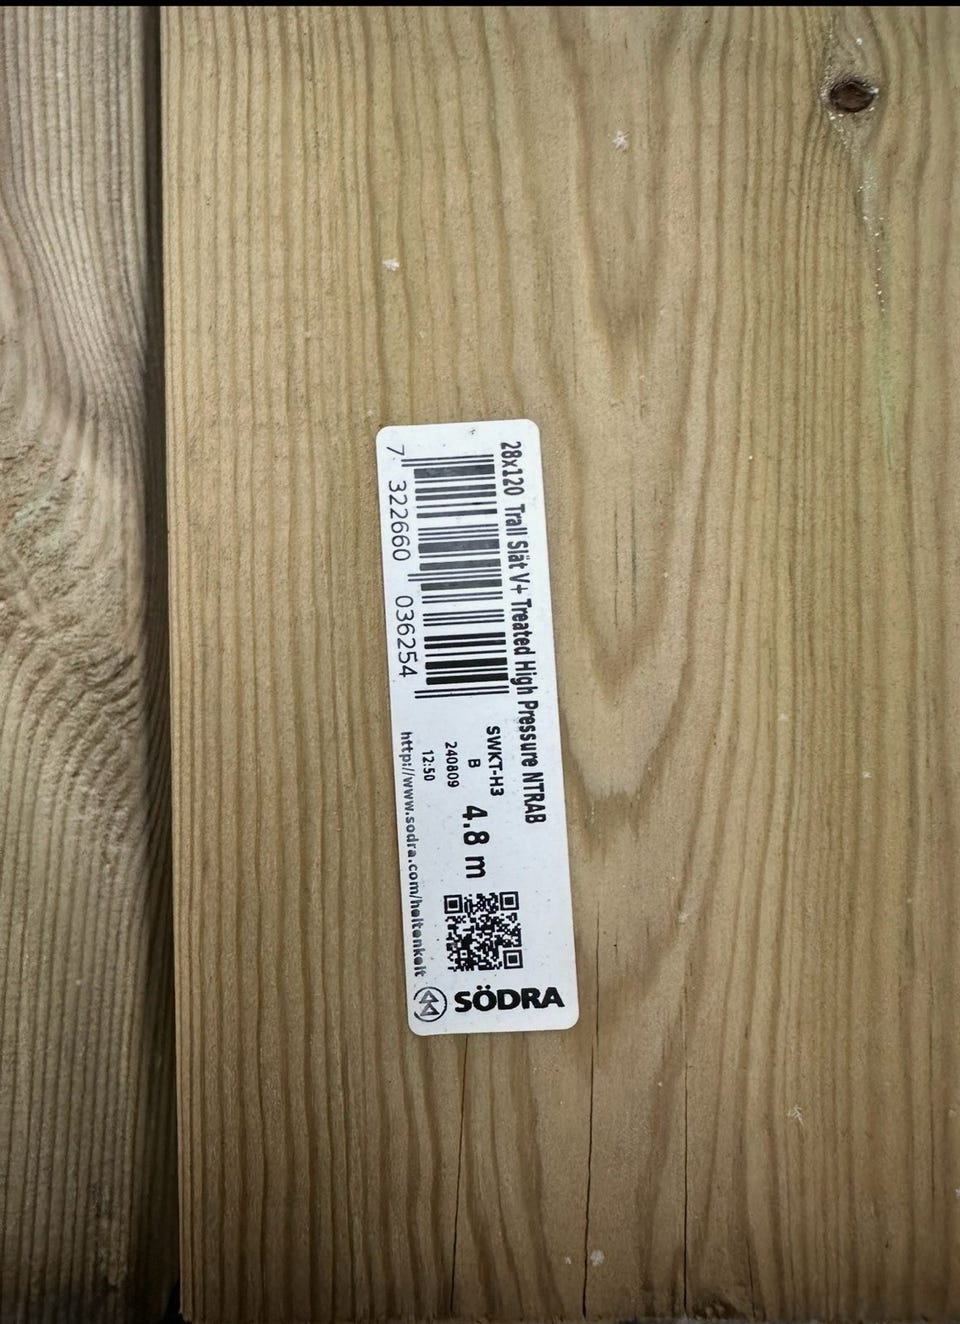 28x120 Trall Slät V+ Treated High Pressure NTRAB
7 322660 036254
SWKT-H3
B
240809
12:50
4.8 m
http://www.sodra.com/heltenkelt
SÖDRA